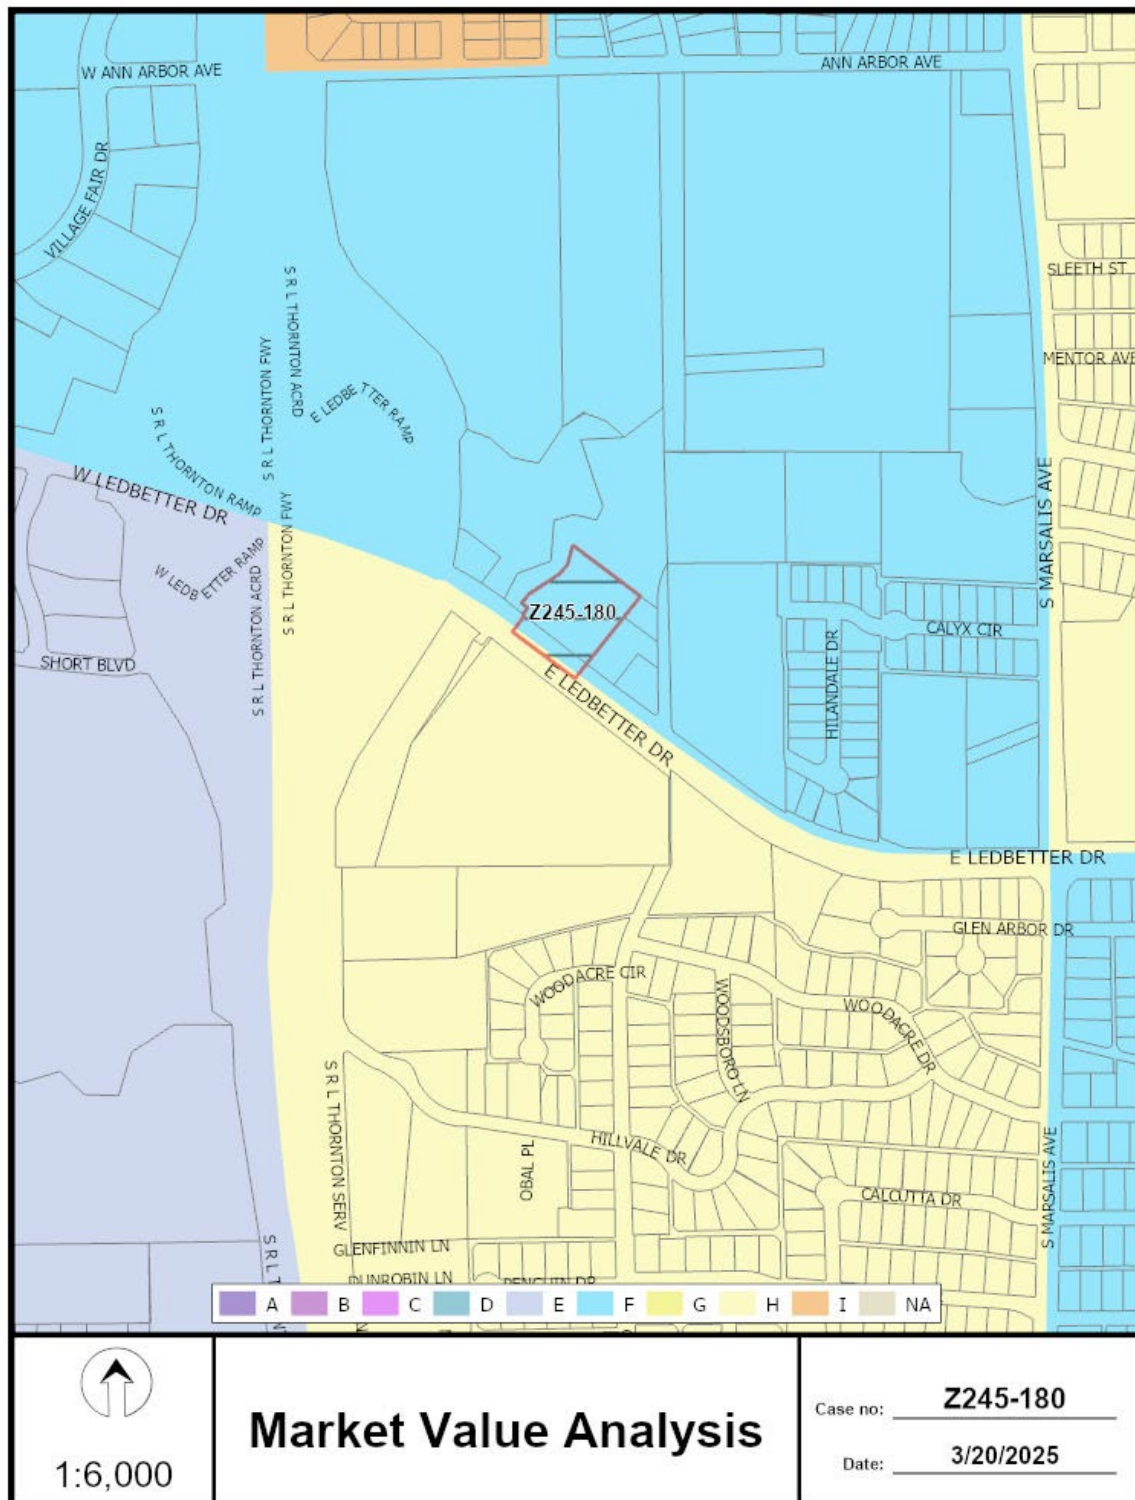 W ANN ARBOR AVE
ANN ARBOR AVE
VILLAGE FAIR DR
SLEETH ST
S R L THORNTON ACRD
S R L THORNTON FWY
MENTOR AVE
E LEDBETTER RAMP
S R L THORNTON RAMP
W LEDBETTER DR
S R L THORNTON FWY
S MARSALIS AVE
W LEDBETTER RAMP
S R L THORNTON ACRD
Z245-180
CALYX CIR
HILANDALE DR
SHORT BLVD
E LEDBETTER DR
E LEDBETTER DR
GLEN ARBOR DR
WOODACRE CIR
WOODSBORO LN
WOODACRE DR
S R L THORNTON SERV
HILLVALE DR
OBAL PL
CALCUTTA DR
S MARSALIS AVE
GLENFINNIN LN
DUNROBIN LN
PENGUIN DR
S R L T
A B C D E F G H I NA
1:6,000
Market Value Analysis
Case no: Z245-180
Date: 3/20/2025